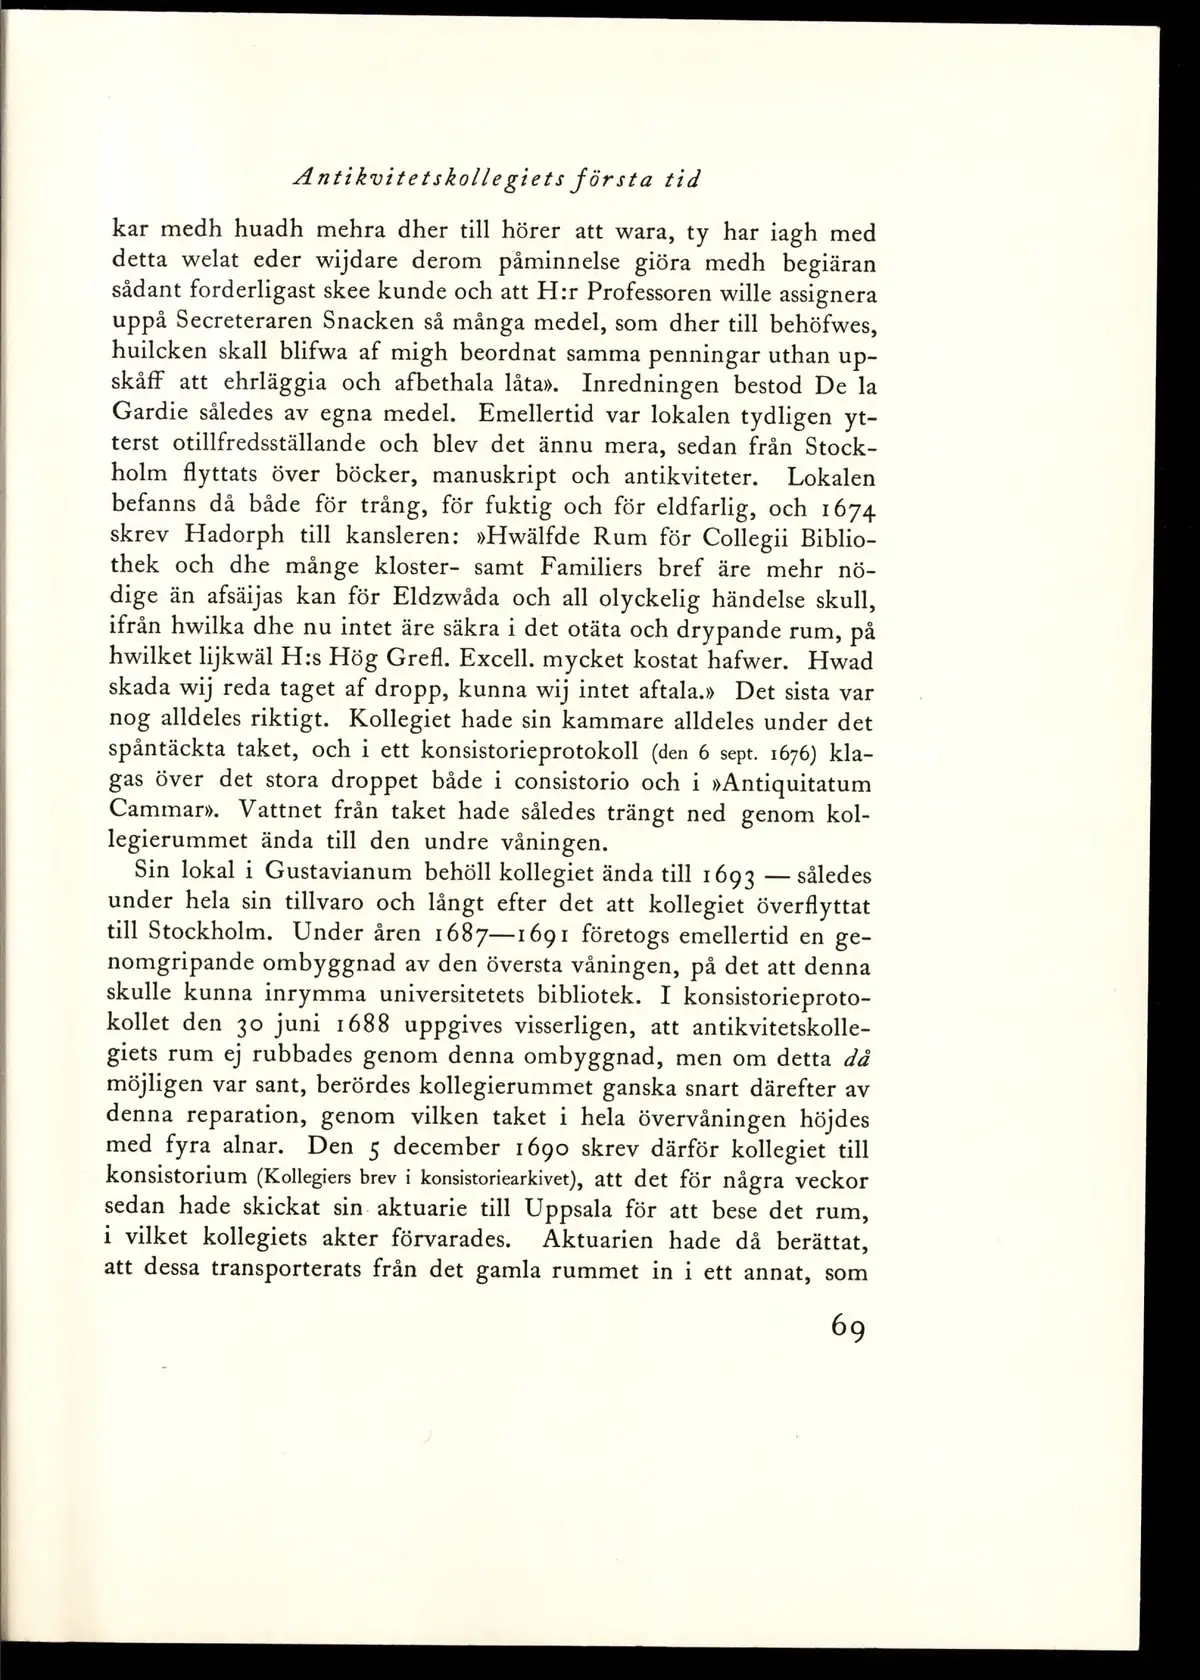 Antikvitetskollegiets första tid
kar medh huadh mehra dher till hörer att wara, ty har iagh med
detta welat eder wijdare derom påminnelse giöra medh begiäran
sådant forderligast skee kunde och att H:r Professoren wille assignera
uppå Secreteraren Snacken så många medel, som dher till behöfwes,
huilcken skall blifwa af migh beordnat samma penningar uthan up-
skåff att ehrläggia och afbethala låta». Inredningen bestod De la
Gardie således av egna medel. Emellertid var lokalen tydligen yt-
terst otillfredsställande och blev det ännu mera, sedan från Stock-
holm flyttats över böcker, manuskript och antikviteter. Lokalen
befanns då både för trång, för fuktig och för eldfarlig, och 1674
skrev Hadorph till kansleren: »Hwälfde Rum för Collegii Biblio-
thek och dhe månge kloster- samt Familiers bref äre mehr nö-
dige än afsäijas kan för Eldzwåda och all olyckelig händelse skull,
ifrån hwilka dhe nu intet äre säkra i det otäta och drypande rum, på
hwilket lijkwäl H:s Hög Grefl. Excell. mycket kostat hafwer. Hwad
skada wij reda taget af dropp, kunna wij intet aftala.» Det sista var
nog alldeles riktigt. Kollegiet hade sin kammare alldeles under det
spåntäckta taket, och i ett konsistorieprotokoll (den 6 sept. 1676) kla-
gas över det stora droppet både i consistorio och i »Antiquitatum
Cammar». Vattnet från taket hade således trängt ned genom kol-
legierummet ända till den undre våningen.
Sin lokal i Gustavianum behöll kollegiet ända till 1693 — således
under hela sin tillvaro och långt efter det att kollegiet överflyttat
till Stockholm. Under åren 1687—1691 företogs emellertid en ge-
nomgripande ombyggnad av den översta våningen, på det att denna
skulle kunna inrymma universitetets bibliotek. I konsistorieproto-
kollet den 30 juni 1688 uppgives visserligen, att antikvitetskolle-
giets rum ej rubbades genom denna ombyggnad, men om detta då
möjligen var sant, berördes kollegierummet ganska snart därefter av
denna reparation, genom vilken taket i hela övervåningen höjdes
med fyra alnar. Den 5 december 1690 skrev därför kollegiet till
konsistorium (Kollegiers brev i konsistoriearkivet), att det för några veckor
sedan hade skickat sin aktuarie till Uppsala för att bese det rum,
i vilket kollegiets akter förvarades. Aktuarien hade då berättat,
att dessa transporterats från det gamla rummet in i ett annat, som
69